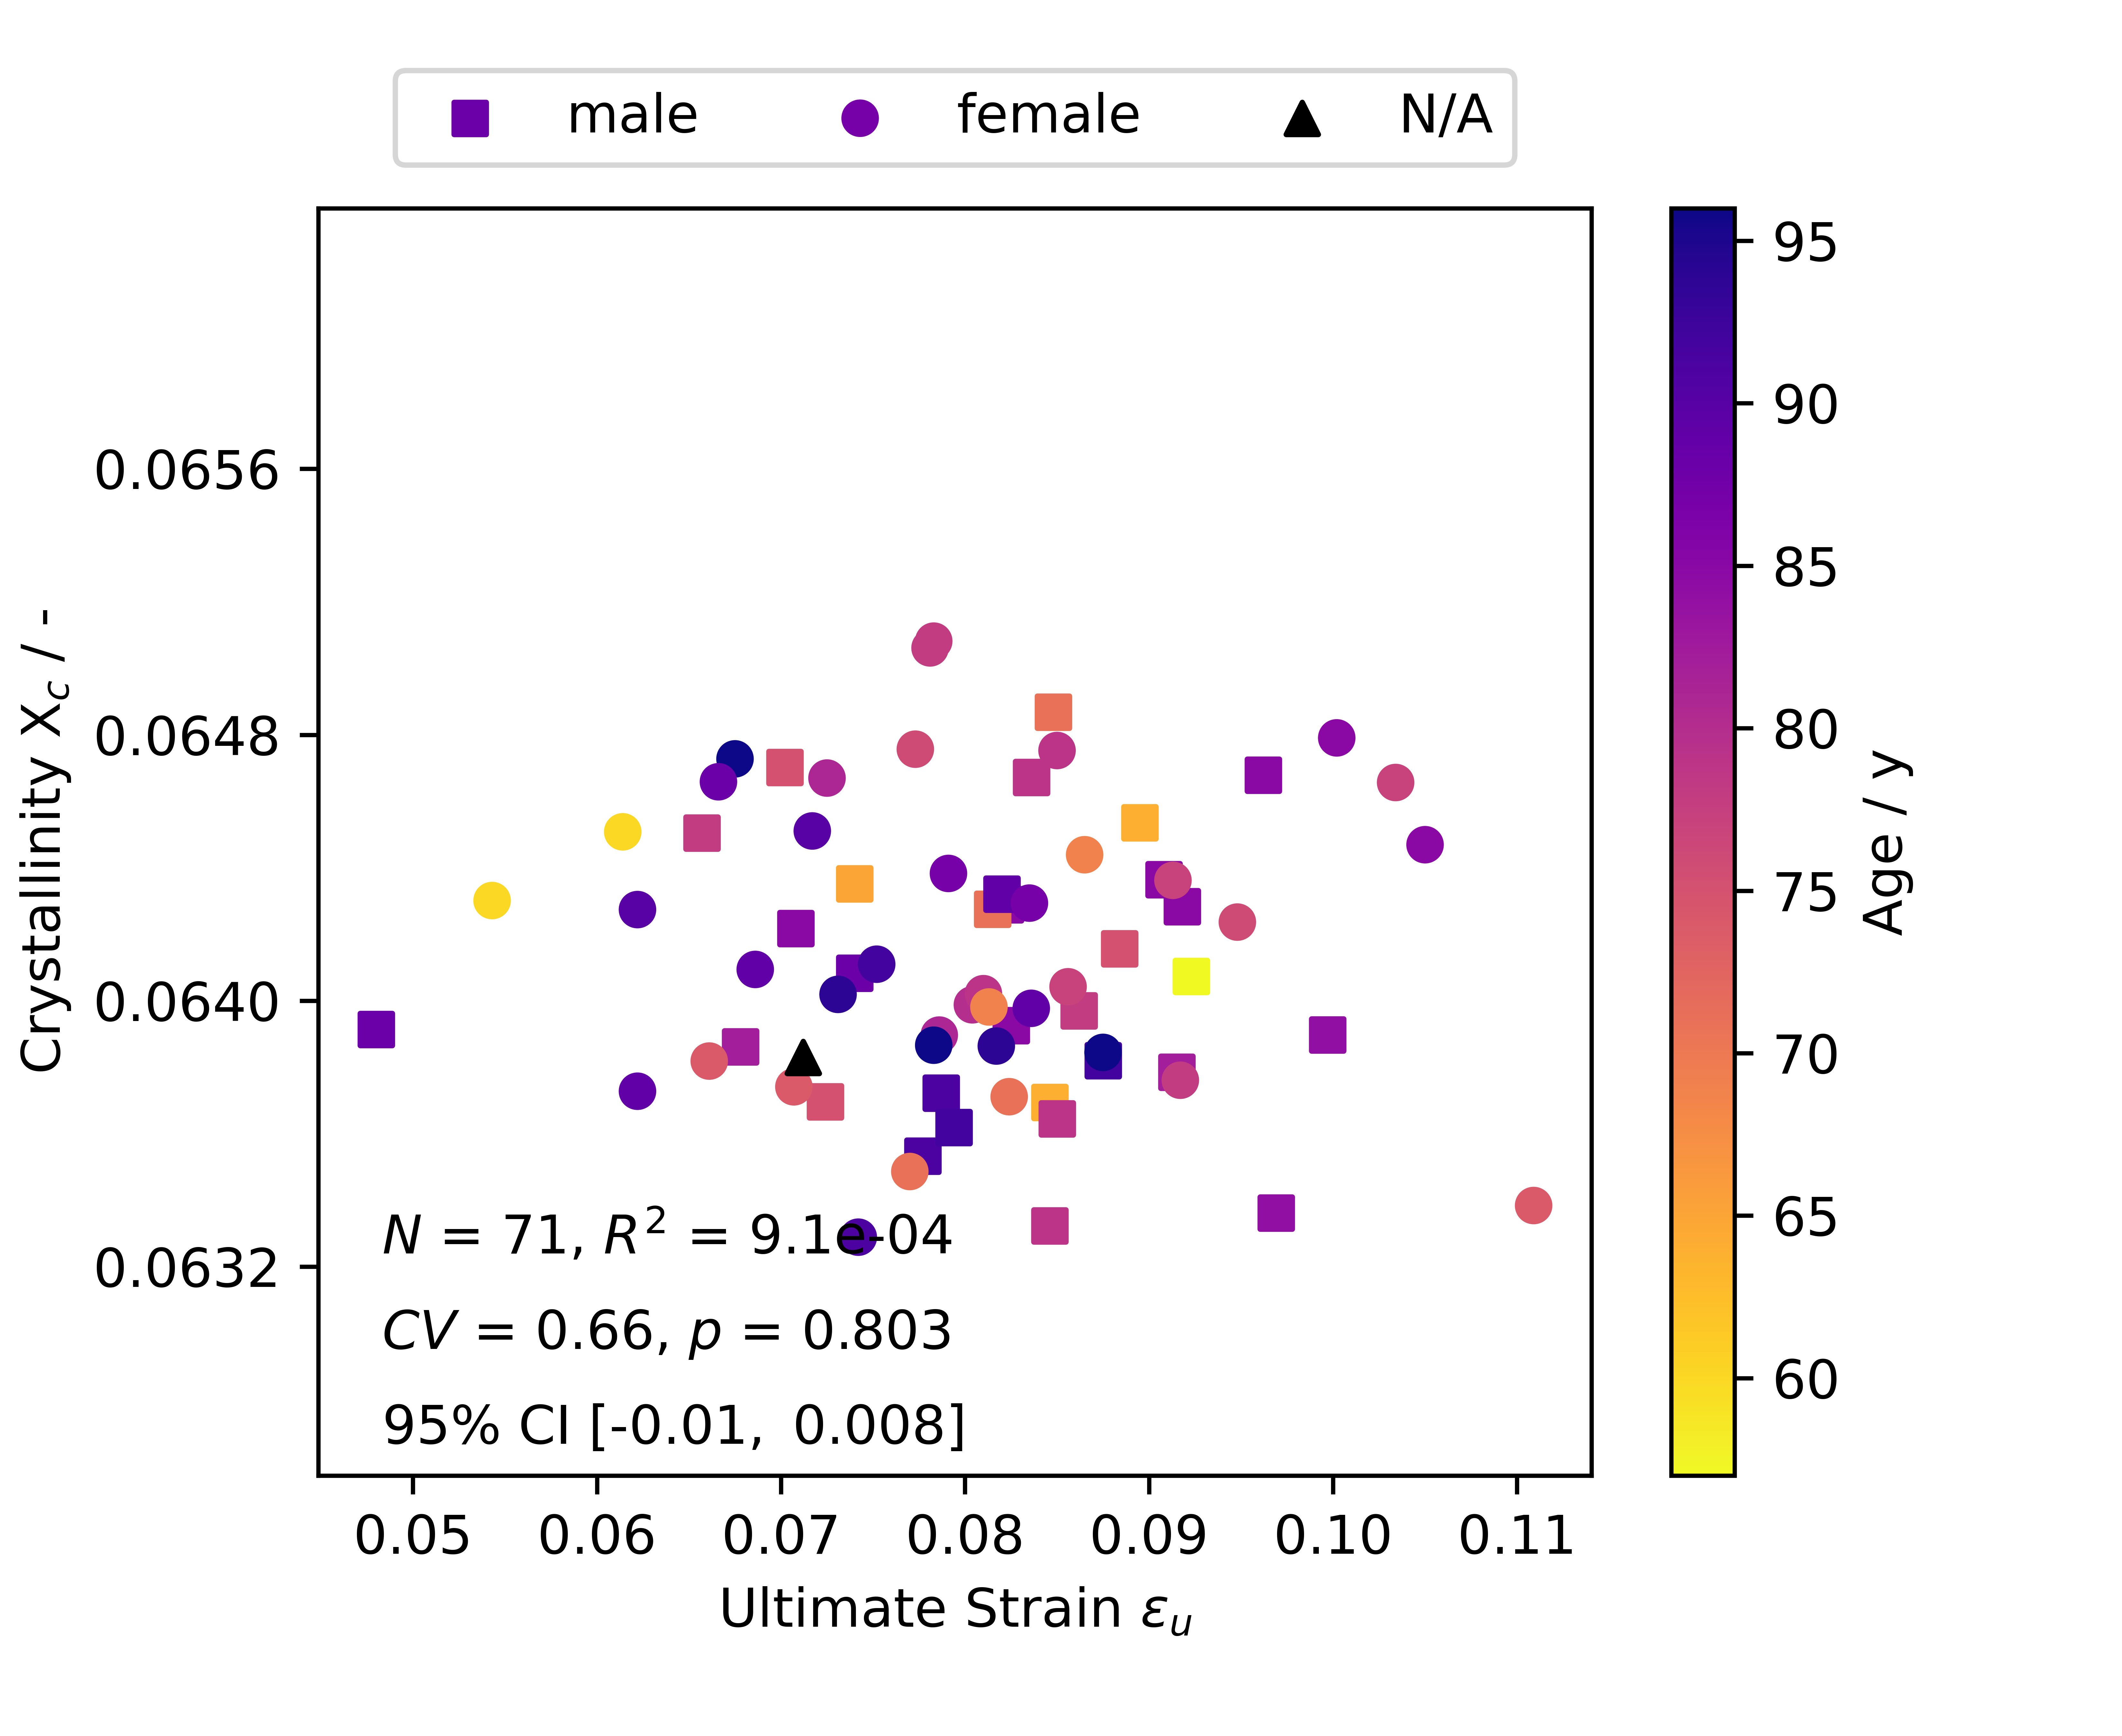 male female N/A
Crystallinity X_c / -
0.0656
0.0648
0.0640
0.0632
N = 71, R² = 9.1e-04
CV = 0.66, p = 0.803
95% CI [-0.01, 0.008]
0.05 0.06 0.07 0.08 0.09 0.10 0.11
Ultimate Strain ε_u
95
90
85
80
75
70
65
60
Age / y